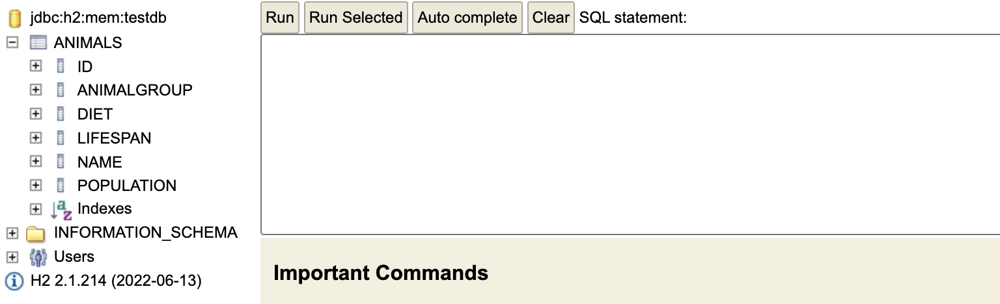 jdbc:h2:mem:testdb
ANIMALS
ID
ANIMALGROUP
DIET
LIFESPAN
NAME
POPULATION
Indexes
INFORMATION_SCHEMA
Users
H2 2.1.214 (2022-06-13)
Run Run Selected Auto complete Clear SQL statement:
Important Commands